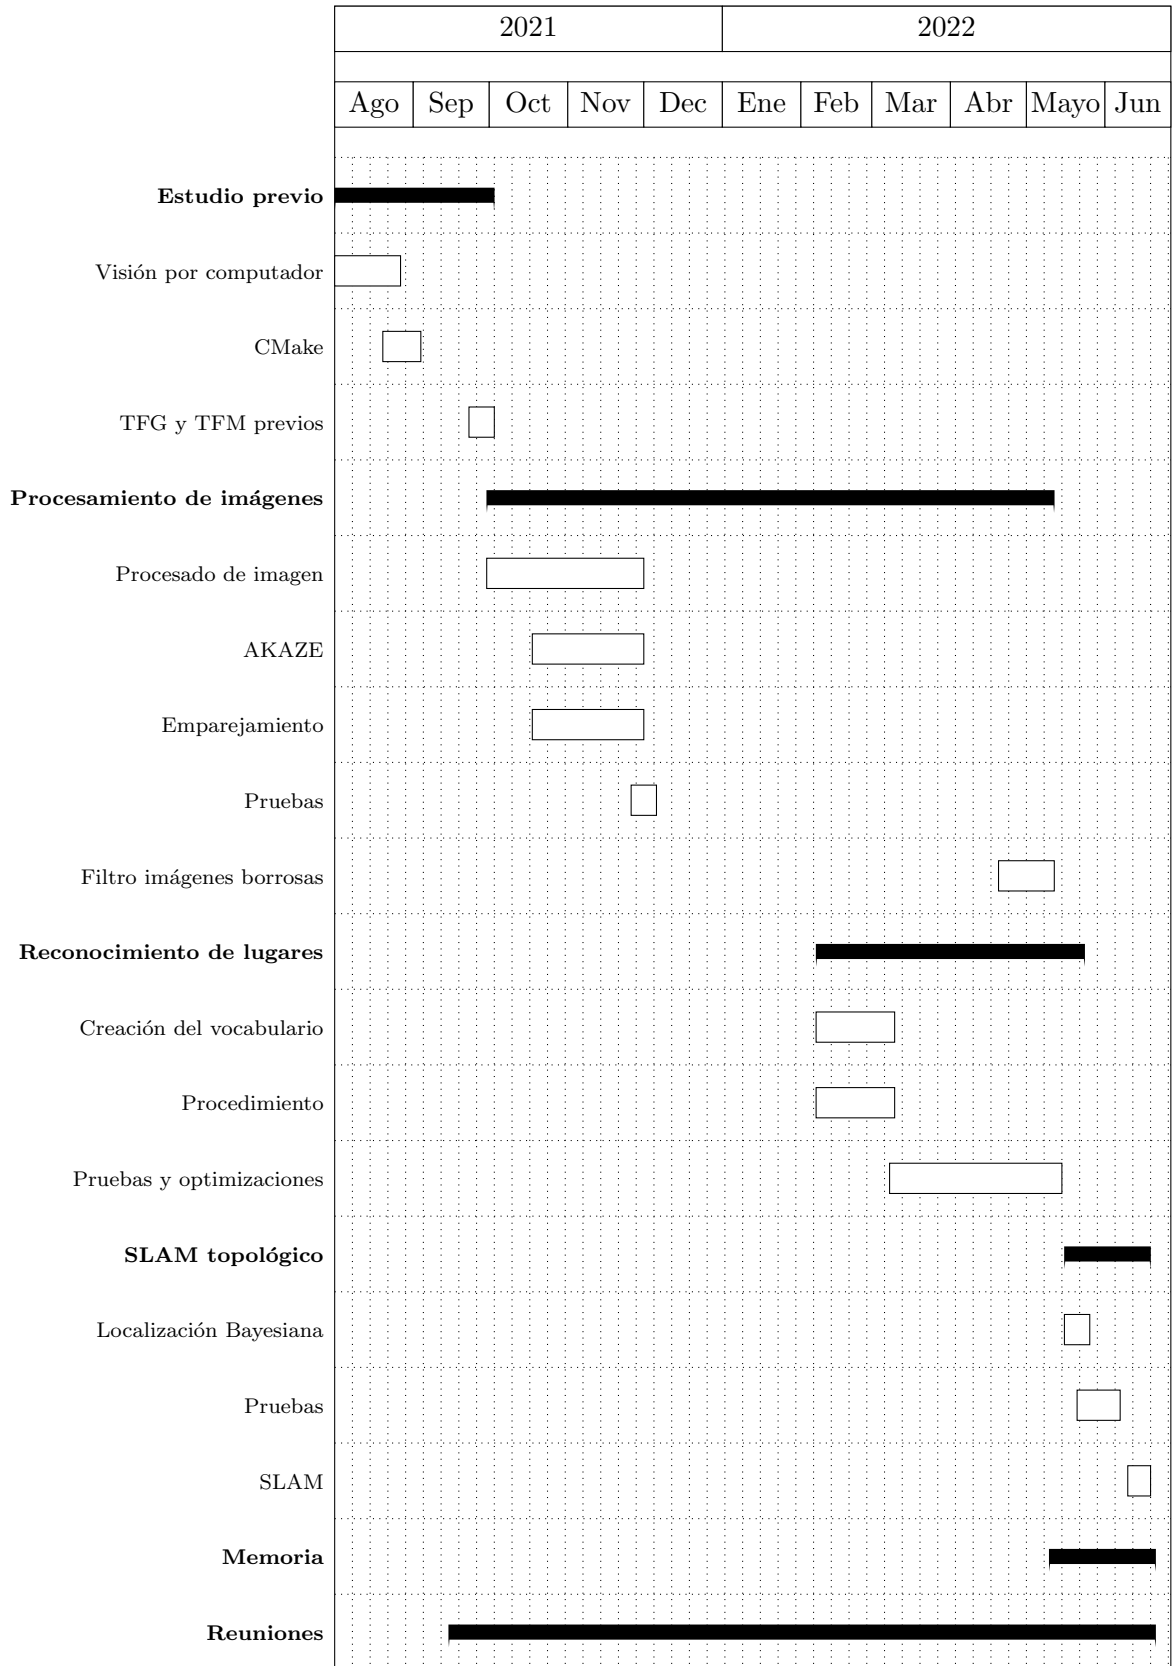 2021 2022
Ago Sep Oct Nov Dec Ene Feb Mar Abr Mayo Jun
Estudio previo
Visión por computador
CMake
TFG y TFM previos
Procesamiento de imágenes
Procesado de imagen
AKAZE
Emparejamiento
Pruebas
Filtro imágenes borrosas
Reconocimiento de lugares
Creación del vocabulario
Procedimiento
Pruebas y optimizaciones
SLAM topológico
Localización Bayesiana
Pruebas
SLAM
Memoria
Reuniones